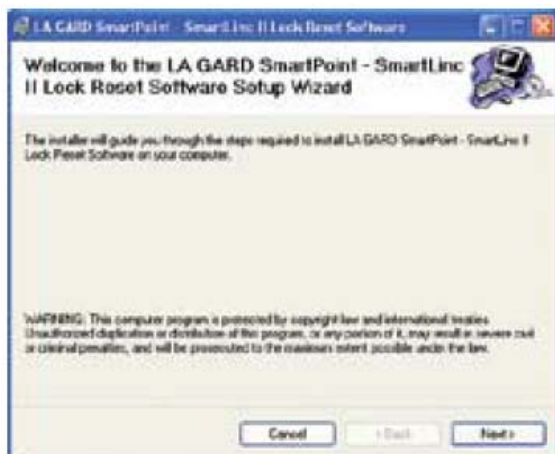 LA GARD SmartPoint - SmartLinc II Lock Reset Software
Welcome to the LA GARD SmartPoint - SmartLinc
II Lock Reset Software Setup Wizard
The installer will guide you through the steps required to install LA GARD SmartPoint - SmartLinc II
Lock Reset Software on your computer.
WARNING: This computer program is protected by copyright law and international treaties.
Unauthorized duplication or distribution of this program, or any portion of it, may result in severe civil
or criminal penalties, and will be prosecuted to the maximum extent possible under the law.
Cancel
< Back
Next >